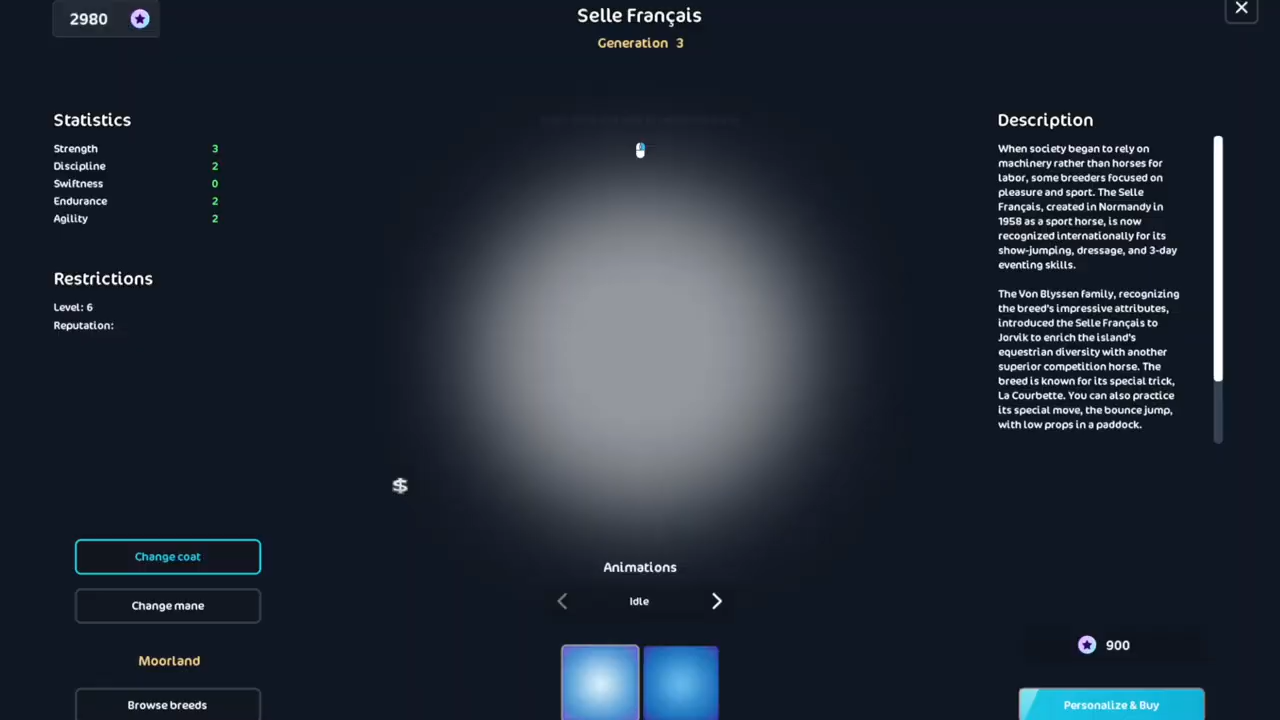 2980
Selle Français
Generation 3
Statistics
Strength 3
Discipline 2
Swiftness 0
Endurance 2
Agility 2
Restrictions
Level: 6
Reputation:
Change coat
Change mane
Moorland
Browse breeds
$
Animations
Idle
Description
When society began to rely on
machinery rather than horses for
labor, some breeders focused on
pleasure and sport. The Selle
Français, created in Normandy in
1958 as a sport horse, is now
recognized internationally for its
show-jumping, dressage, and 3-day
eventing skills.
The Von Blyssen family, recognizing
the breed's impressive attributes,
introduced the Selle Français to
Jorvik to enrich the island's
equestrian diversity with another
superior competition horse. The
breed is known for its special trick,
La Courbette. You can also practice
its special move, the bounce jump,
with low props in a paddock.
900
Personalize & Buy